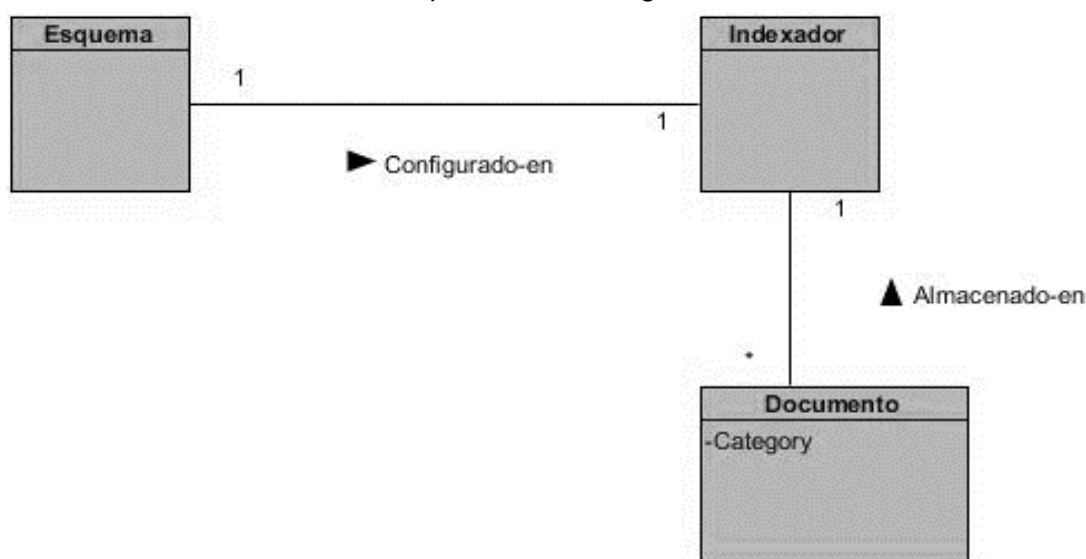 Esquema
Indexador
1
1
Configurado-en
1
Almacenado-en
*
Documento
-Category